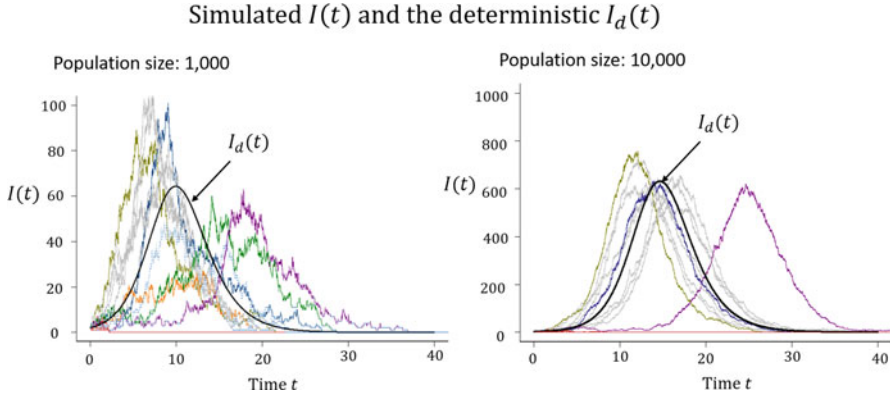 Simulated I(t) and the deterministic I_d(t)
Population size: 1,000
100
80
60
40
20
0
I(t)
I_d(t)
0 10 20 30 40
Time t
Population size: 10,000
1000
800
600
400
200
0
I(t)
I_d(t)
0 10 20 30 40
Time t